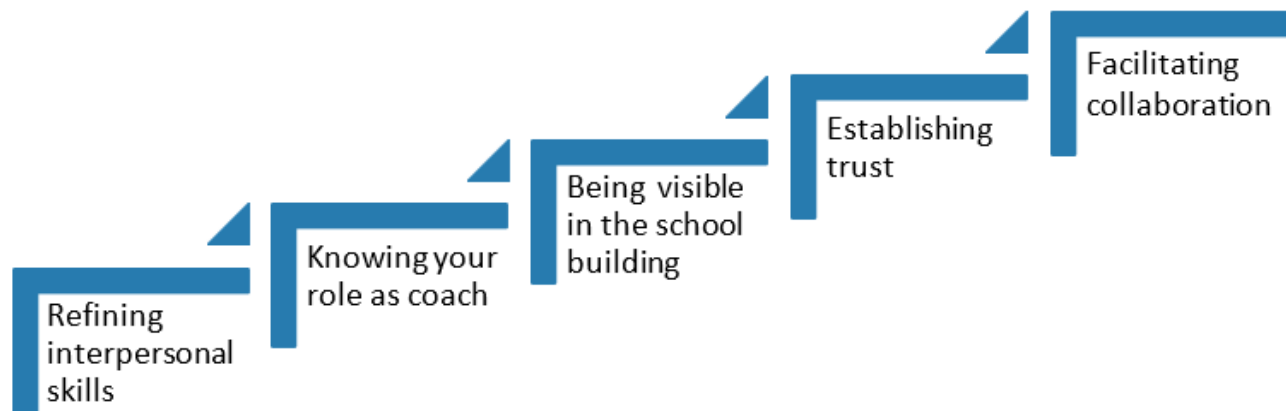 Refining
interpersonal
skills
Knowing your
role as coach
Being visible
in the school
building
Establishing
trust
Facilitating
collaboration